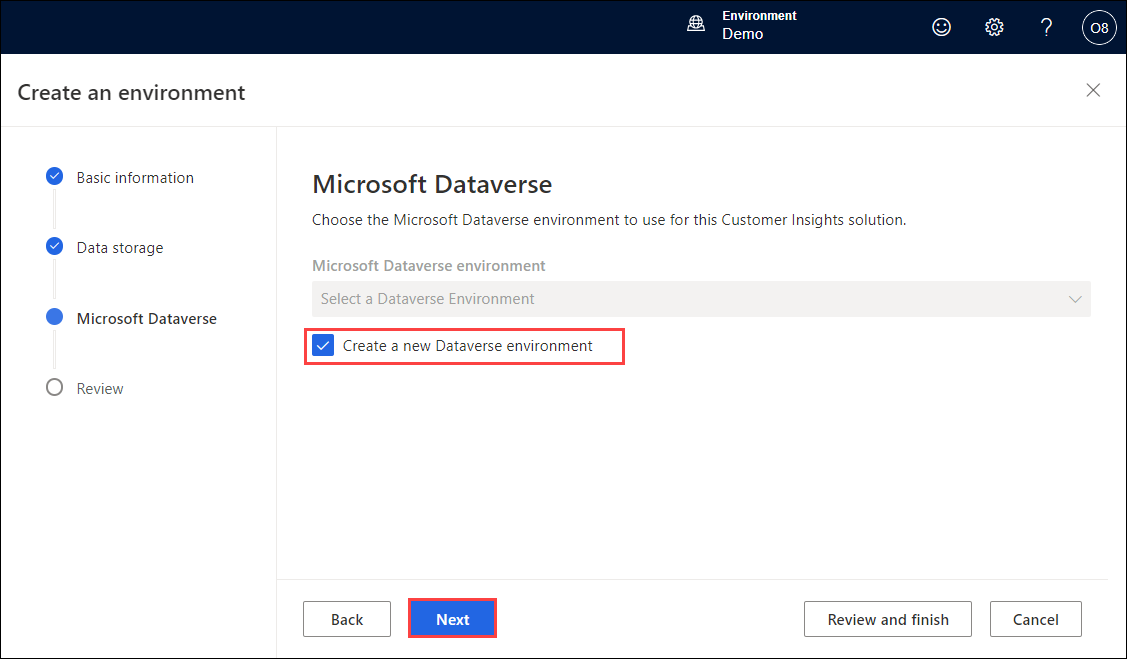 Environment
Demo
?
O8
Create an environment
Basic information
Data storage
Microsoft Dataverse
Review
Microsoft Dataverse
Choose the Microsoft Dataverse environment to use for this Customer Insights solution.
Microsoft Dataverse environment
Select a Dataverse Environment
Create a new Dataverse environment
Back
Next
Review and finish
Cancel